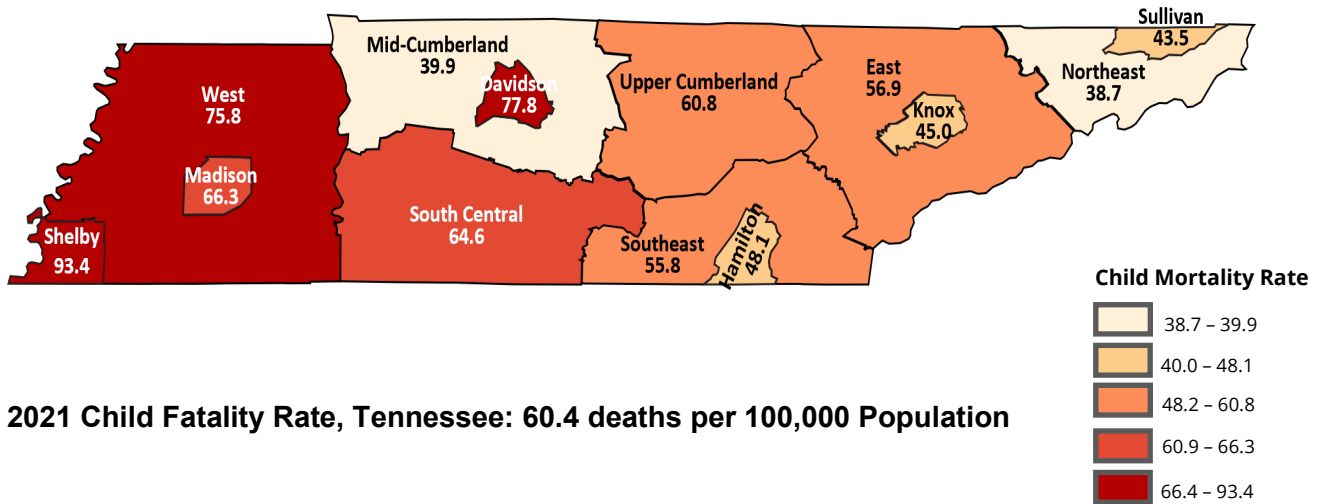 Sullivan
43.5
Mid-Cumberland
39.9
Northeast
38.7
East
56.9
Upper Cumberland
60.8
Davidson
77.8
West
75.8
Knox
45.0
Madison
66.3
South Central
64.6
Shelby
93.4
Southeast
55.8
Hamilton
48.1
Child Mortality Rate
38.7 – 39.9
40.0 – 48.1
48.2 – 60.8
60.9 – 66.3
66.4 – 93.4
2021 Child Fatality Rate, Tennessee: 60.4 deaths per 100,000 Population